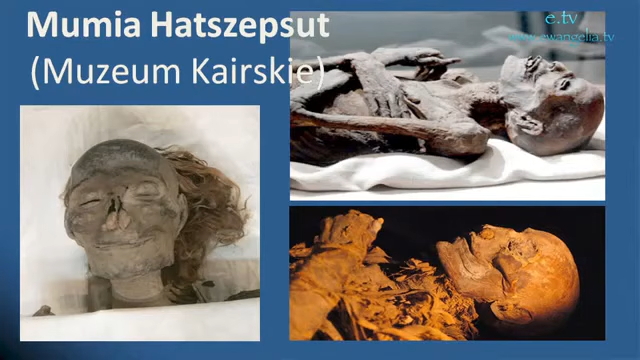 Mumia Hatszepsut
(Muzeum Kairskie)
e.tv
www.ewangelia.tv